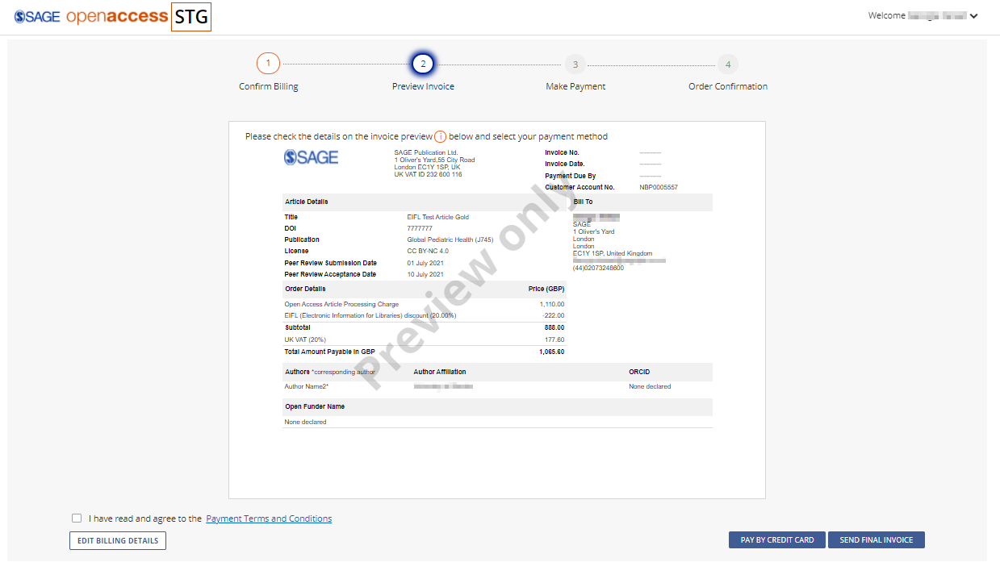 SAGE openaccess STG
Welcome
1
2
3
4
Confirm Billing
Preview Invoice
Make Payment
Order Confirmation
Please check the details on the invoice preview i below and select your payment method
SAGE
SAGE Publication Ltd.
1 Oliver's Yard,55 City Road
London EC1Y 1SP, UK
UK VAT ID 232 600 116
Invoice No. ----------
Invoice Date. ----------
Payment Due By ----------
Customer Account No. NBP0005557
Article Details
Title EIFL Test Article Gold
DOI 7777777
Publication Global Pediatric Health (J745)
License CC BY-NC 4.0
Peer Review Submission Date 01 July 2021
Peer Review Acceptance Date 10 July 2021
Bill To
SAGE
1 Oliver's Yard
London
London
EC1Y 1SP, United Kingdom
(44)02073248600
Order Details Price (GBP)
Open Access Article Processing Charge 1,110.00
EIFL (Electronic Information for Libraries) discount (20.00%) -222.00
Subtotal 888.00
UK VAT (20%) 177.60
Total Amount Payable in GBP 1,065.60
Authors *corresponding author Author Affiliation ORCID
Author Name2* None declared
Open Funder Name
None declared
Preview only
I have read and agree to the Payment Terms and Conditions
EDIT BILLING DETAILS
PAY BY CREDIT CARD
SEND FINAL INVOICE